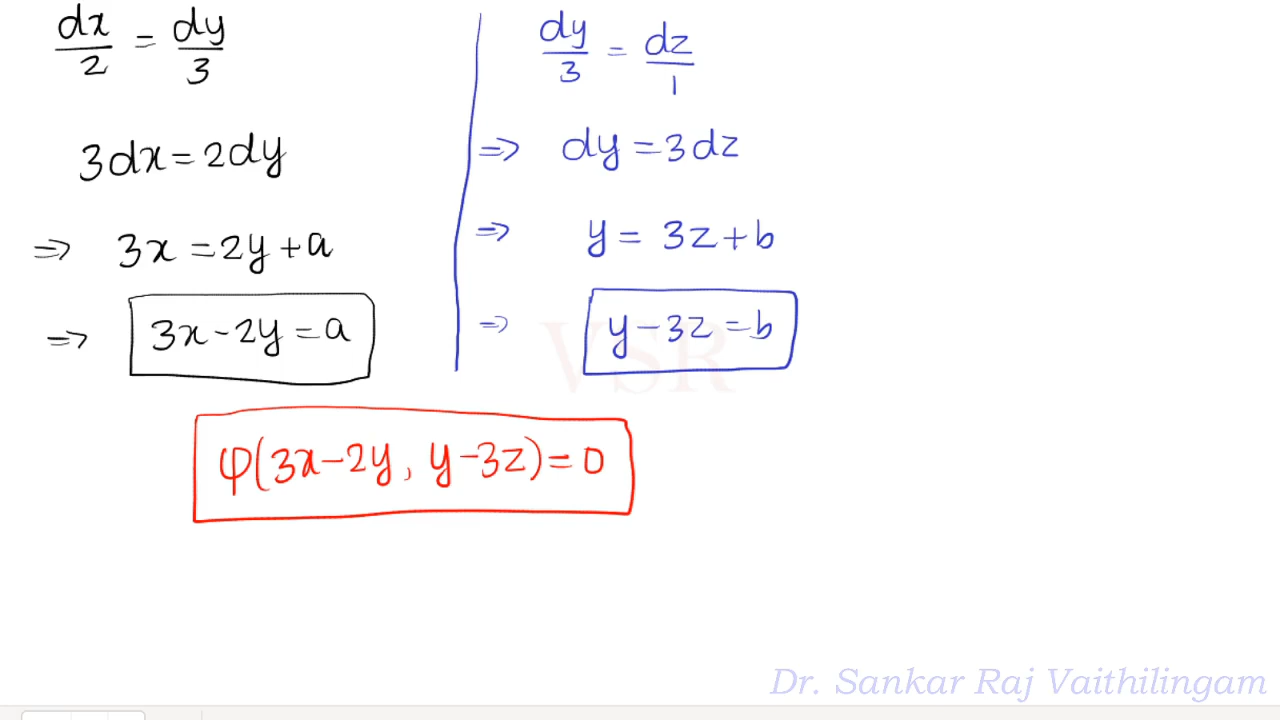 dx/2 = dy/3
3dx = 2dy
⇒ 3x = 2y + a
⇒ 3x - 2y = a
dy/3 = dz/1
⇒ dy = 3dz
⇒ y = 3z + b
⇒ y - 3z = b
φ(3x - 2y, y - 3z) = 0
VSR
Dr. Sankar Raj Vaithilingam